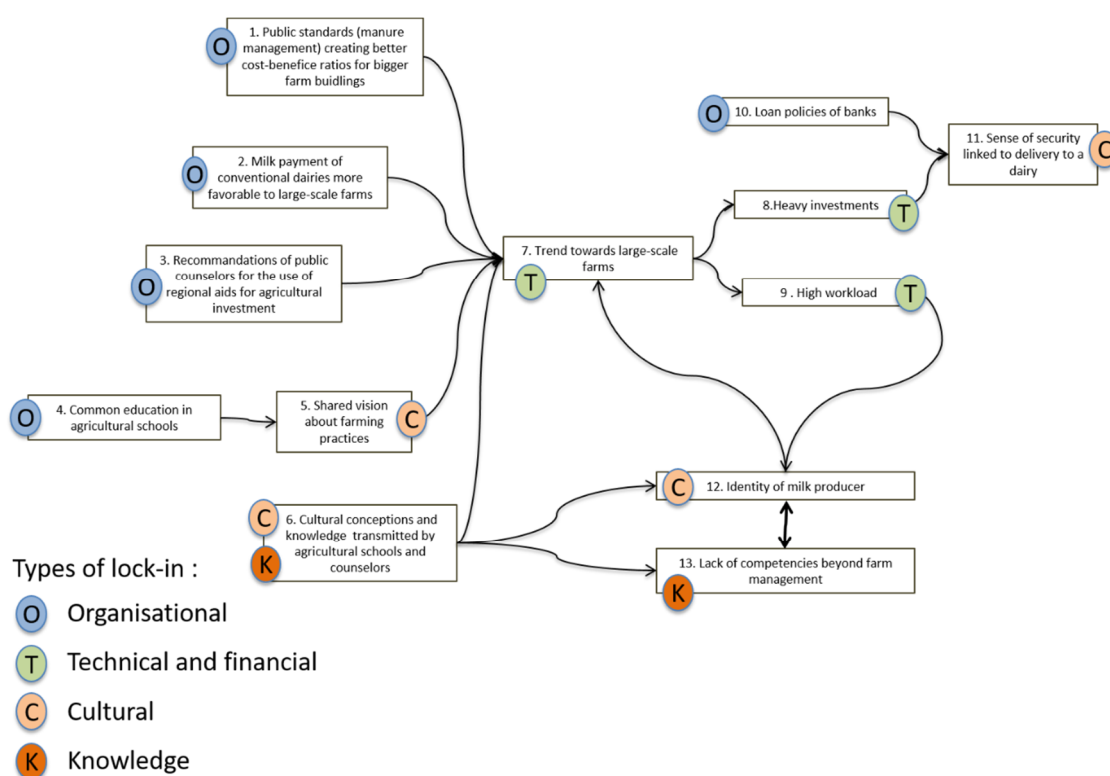 O
1. Public standards (manure
management) creating better
cost-benefice ratios for bigger
farm buidlings
O
2. Milk payment of
conventional dairies more
favorable to large-scale farms
O
3. Recommandations of public
counselors for the use of
regional aids for agricultural
investment
O
4. Common education in
agricultural schools
5. Shared vision
about farming
practices
C
C
K
6. Cultural conceptions and
knowledge transmitted by
agricultural schools and
counselors
7. Trend towards large-scale
farms
T
O
10. Loan policies of banks
11. Sense of security
linked to delivery to a
dairy
C
8.Heavy investments
T
9 . High workload
T
C
12. Identity of milk producer
13. Lack of competencies beyond farm
management
K
Types of lock-in :
O Organisational
T Technical and financial
C Cultural
K Knowledge